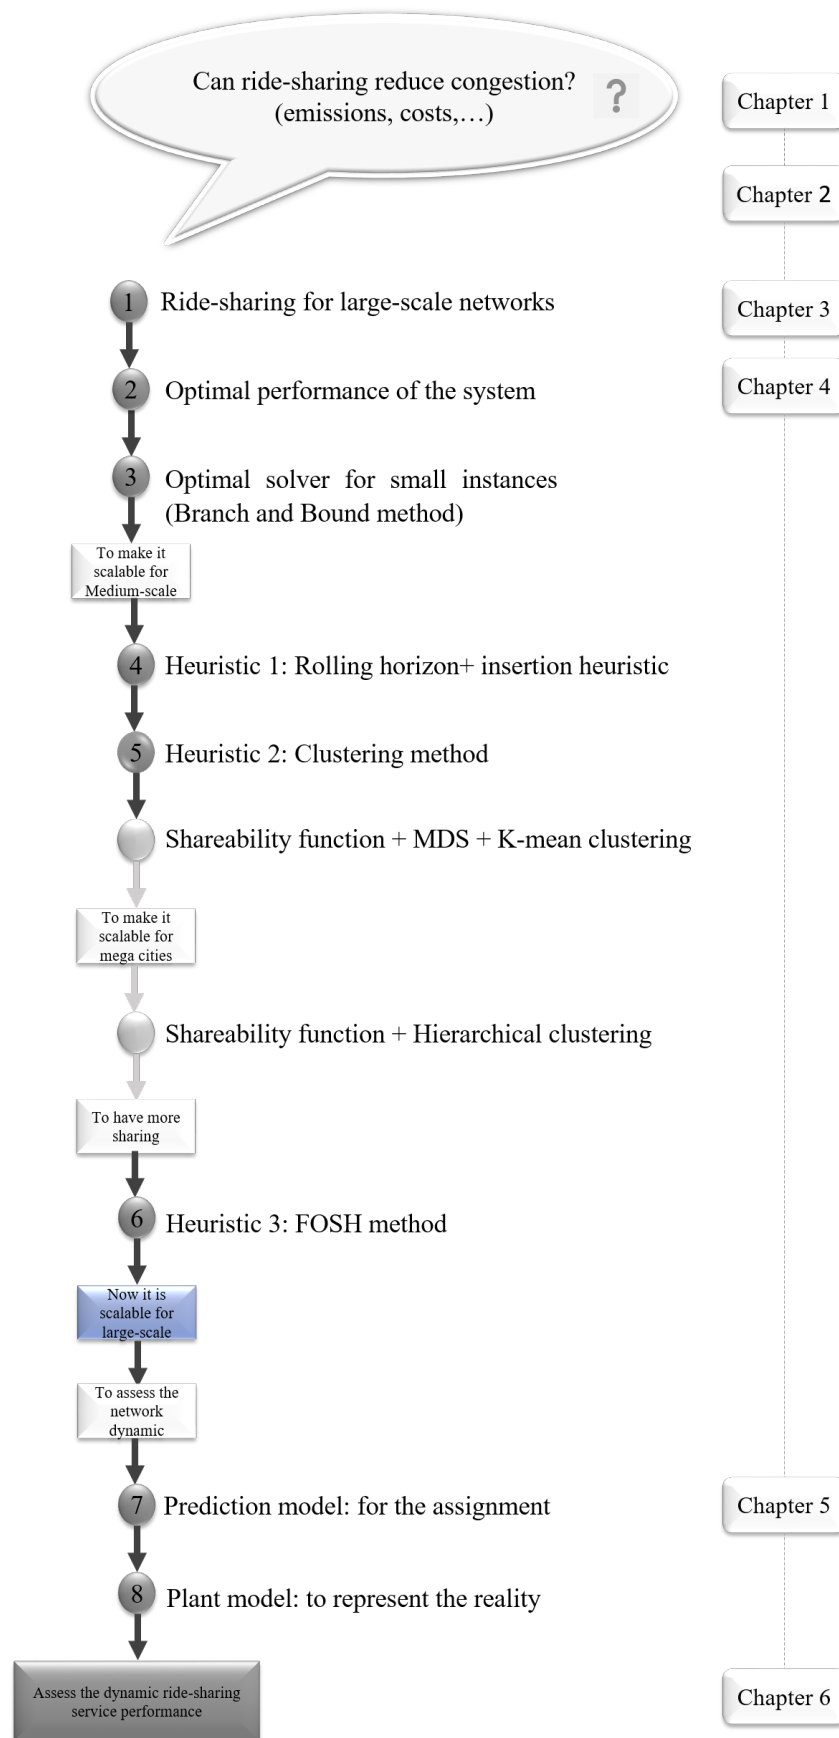 Can ride-sharing reduce congestion?
(emissions, costs,…)
?
Chapter 1
Chapter 2
1
Ride-sharing for large-scale networks
Chapter 3
2
Optimal performance of the system
Chapter 4
3
Optimal solver for small instances
(Branch and Bound method)
To make it
scalable for
Medium-scale
4
Heuristic 1: Rolling horizon+ insertion heuristic
5
Heuristic 2: Clustering method
Shareability function + MDS + K-mean clustering
To make it
scalable for
mega cities
Shareability function + Hierarchical clustering
To have more
sharing
6
Heuristic 3: FOSH method
Now it is
scalable for
large-scale
To assess the
network
dynamic
7
Prediction model: for the assignment
Chapter 5
8
Plant model: to represent the reality
Assess the dynamic ride-sharing
service performance
Chapter 6